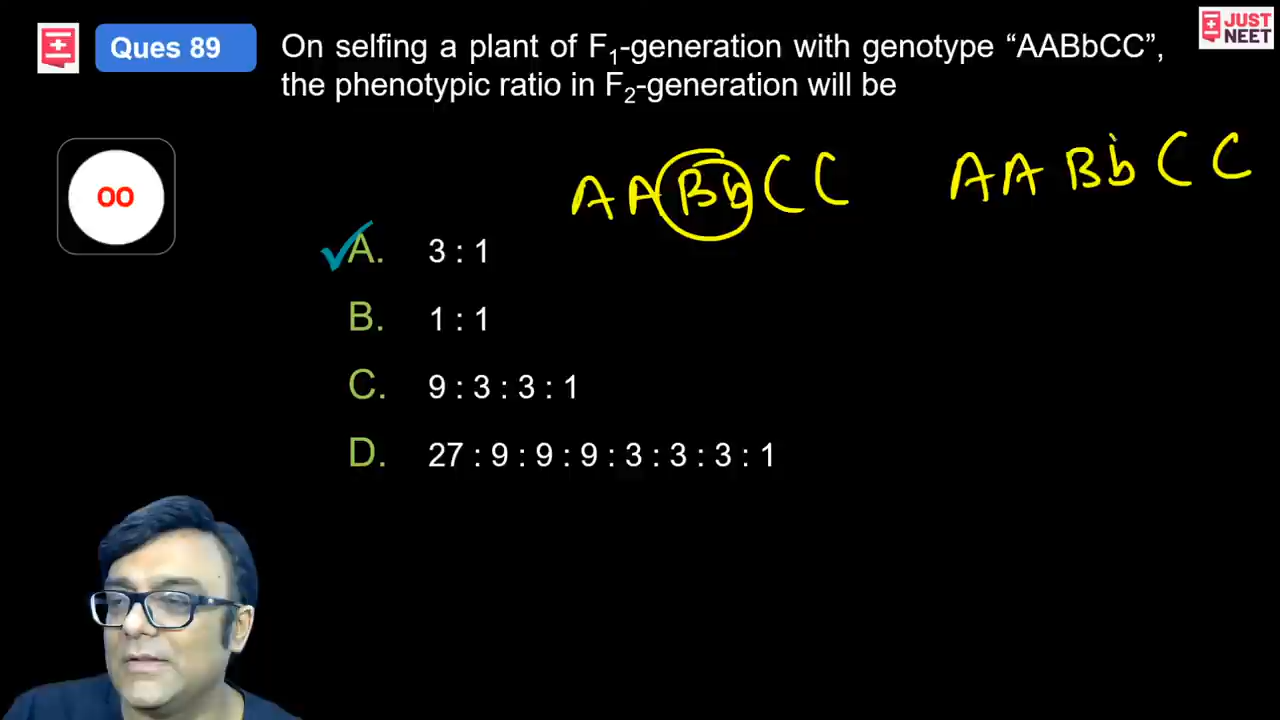 JUST
NEET
Ques 89
On selfing a plant of F₁-generation with genotype “AABbCC”,
the phenotypic ratio in F₂-generation will be
AABbCC AABbCC
00
A. 3 : 1
B. 1 : 1
C. 9 : 3 : 3 : 1
D. 27 : 9 : 9 : 9 : 3 : 3 : 3 : 1